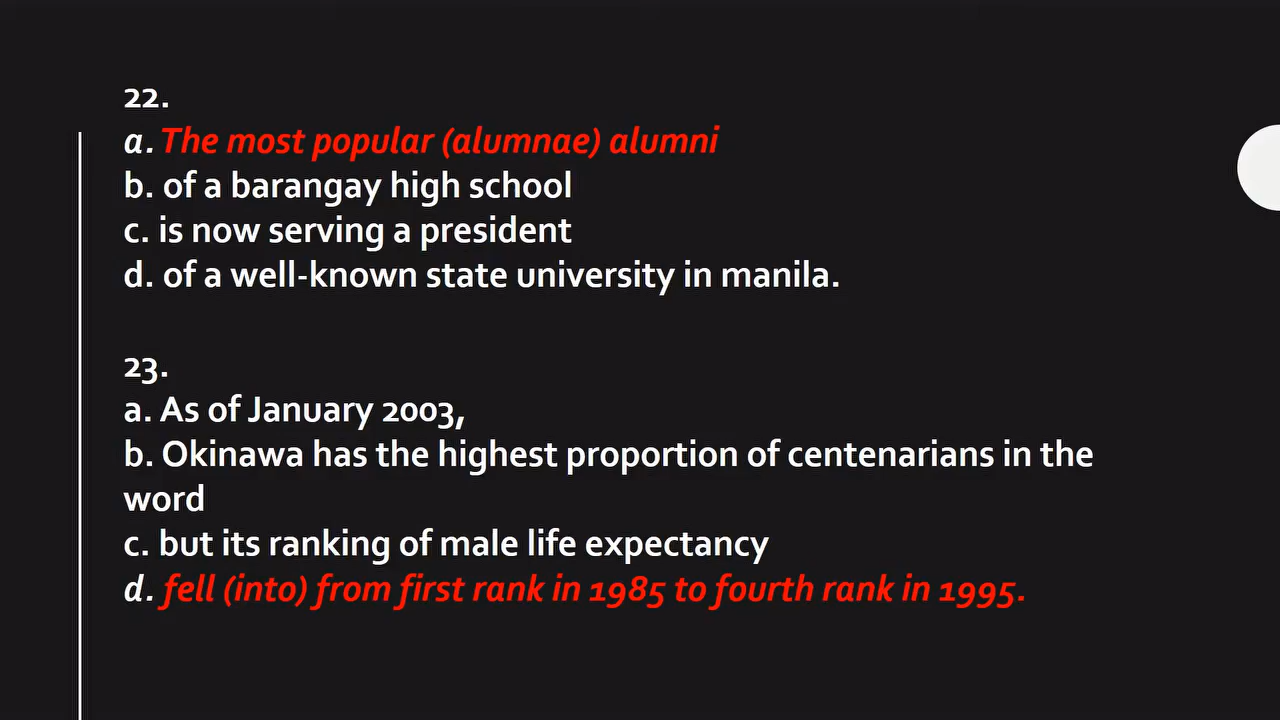 22.
a. The most popular (alumnae) alumni
b. of a barangay high school
c. is now serving a president
d. of a well-known state university in manila.
23.
a. As of January 2003,
b. Okinawa has the highest proportion of centenarians in the
word
c. but its ranking of male life expectancy
d. fell (into) from first rank in 1985 to fourth rank in 1995.